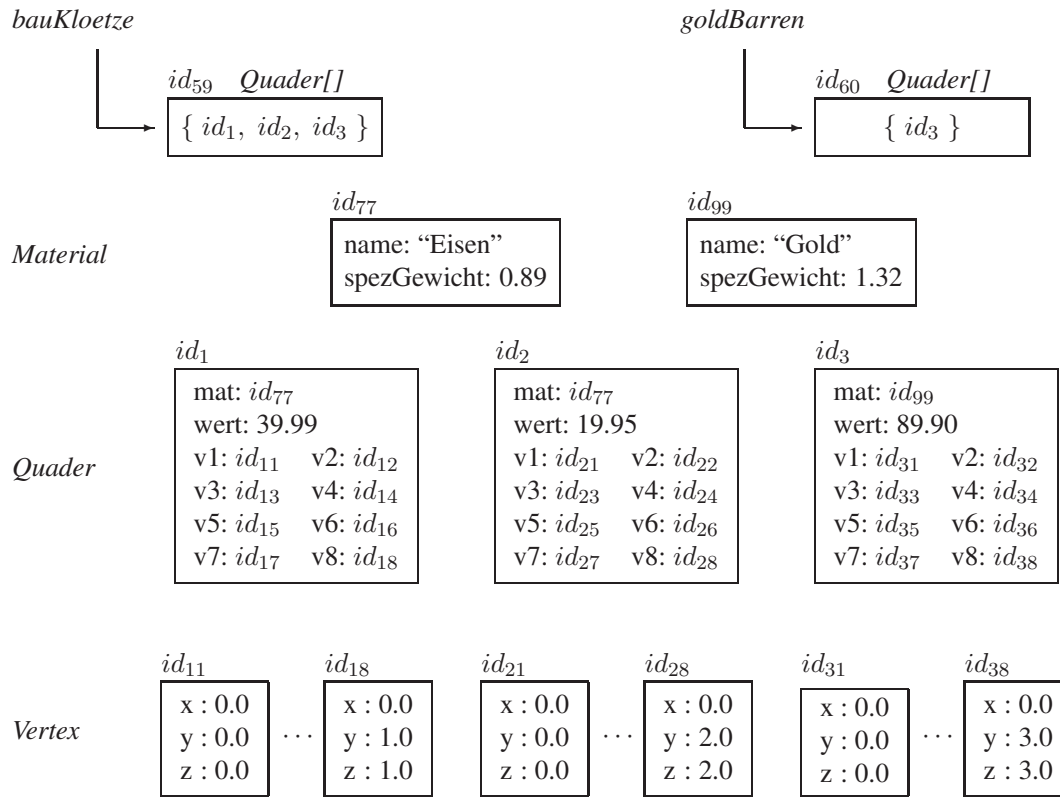 bauKloetze goldBarren
id59 Quader[] id60 Quader[]
{ id1, id2, id3 } { id3 }
id77 id99
Material name: “Eisen” name: “Gold”
spezGewicht: 0.89 spezGewicht: 1.32
id1 id2 id3
mat: id77 mat: id77 mat: id99
wert: 39.99 wert: 19.95 wert: 89.90
Quader v1: id11 v2: id12 v1: id21 v2: id22 v1: id31 v2: id32
v3: id13 v4: id14 v3: id23 v4: id24 v3: id33 v4: id34
v5: id15 v6: id16 v5: id25 v6: id26 v5: id35 v6: id36
v7: id17 v8: id18 v7: id27 v8: id28 v7: id37 v8: id38
id11 id18 id21 id28 id31 id38
x : 0.0 x : 0.0 x : 0.0 x : 0.0 x : 0.0 x : 0.0
Vertex y : 0.0 ··· y : 1.0 y : 0.0 ··· y : 2.0 y : 0.0 ··· y : 3.0
z : 0.0 z : 1.0 z : 0.0 z : 2.0 z : 0.0 z : 3.0